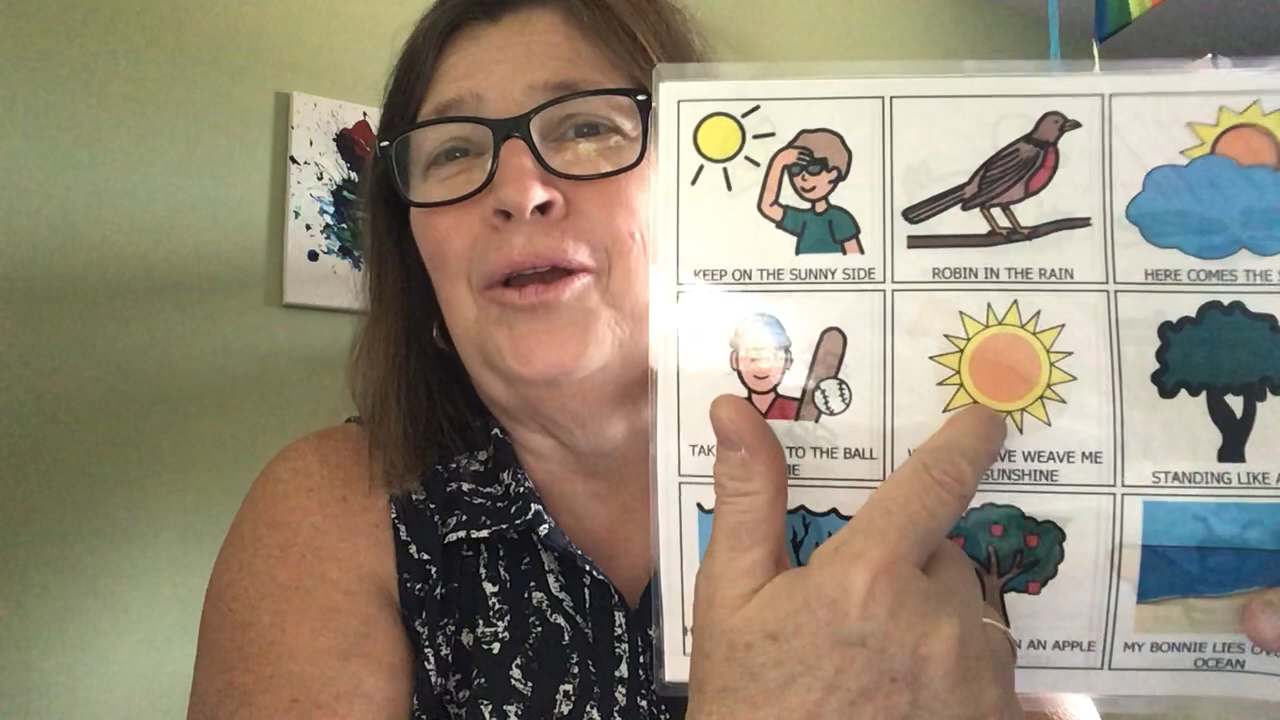 KEEP ON THE SUNNY SIDE
ROBIN IN THE RAIN
HERE COMES THE
TO THE BALL
WEAVE ME
SUNSHINE
STANDING LIKE
AN APPLE
MY BONNIE LIES
OCEAN